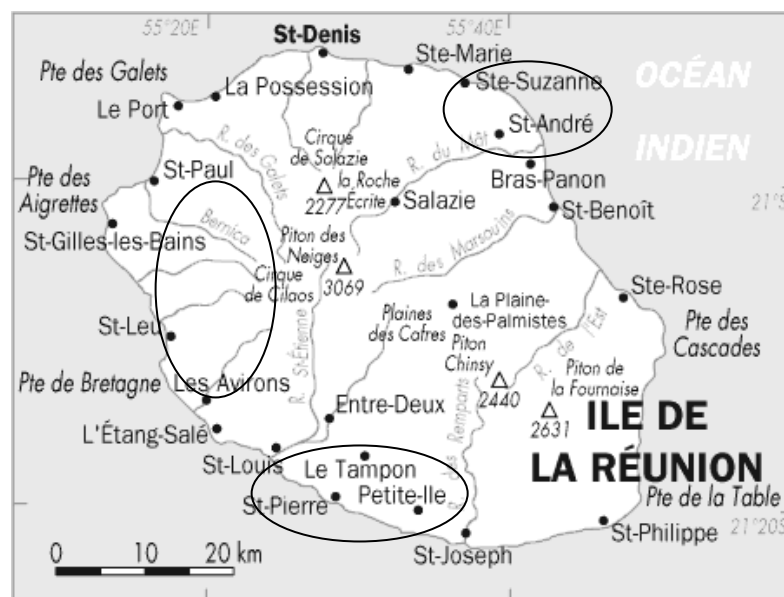 55°20'
55°40'
St-Denis
Ste-Marie
Pte des Galets
La Possession
Le Port
Ste-Suzanne
OCÉAN
INDIEN
St-André
Cirque
de Salazie
R. des Galets
R. du Mât
la Roche
Écrite
2277
Salazie
Bras-Panon
St-Paul
Pte des
Aigrettes
St-Benoît
21°S
St-Gilles-les-Bains
Bernica
Piton des
Neiges
3069
R. des Marsouins
Cirque
de Cilaos
Plaines
des Cafres
La Plaine-
des-Palmistes
Ste-Rose
Pte des
Cascades
St-Leu
R. St-Étienne
Piton
Chinsy
2440
R. de l'Est
Piton de
la Fournaise
2631
Pte de Bretagne
Les Avirons
Entre-Deux
R. des Remparts
ILE DE
LA RÉUNION
L'Étang-Salé
St-Louis
Le Tampon
St-Pierre
Petite-Ile
Pte de la Table
21°20S
St-Philippe
St-Joseph
0 10 20 km